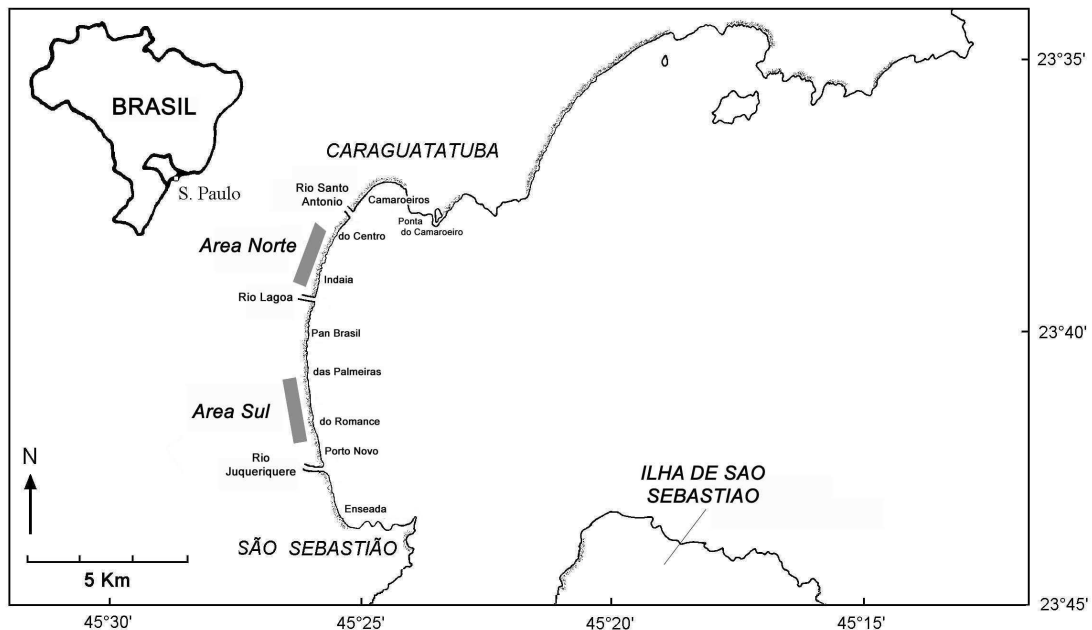 BRASIL
S. Paulo
CARAGUATATUBA
Rio Santo
Antonio
Camaroeiros
Ponta
do Camaroeiro
do Centro
Area Norte
Indaia
Rio Lagoa
Pan Brasil
das Palmeiras
Area Sul
do Romance
Porto Novo
Rio
Juqueriquere
Enseada
SÃO SEBASTIÃO
ILHA DE SAO
SEBASTIAO
N
5 Km
23°35'
23°40'
23°45'
45°30'
45°25'
45°20'
45°15'